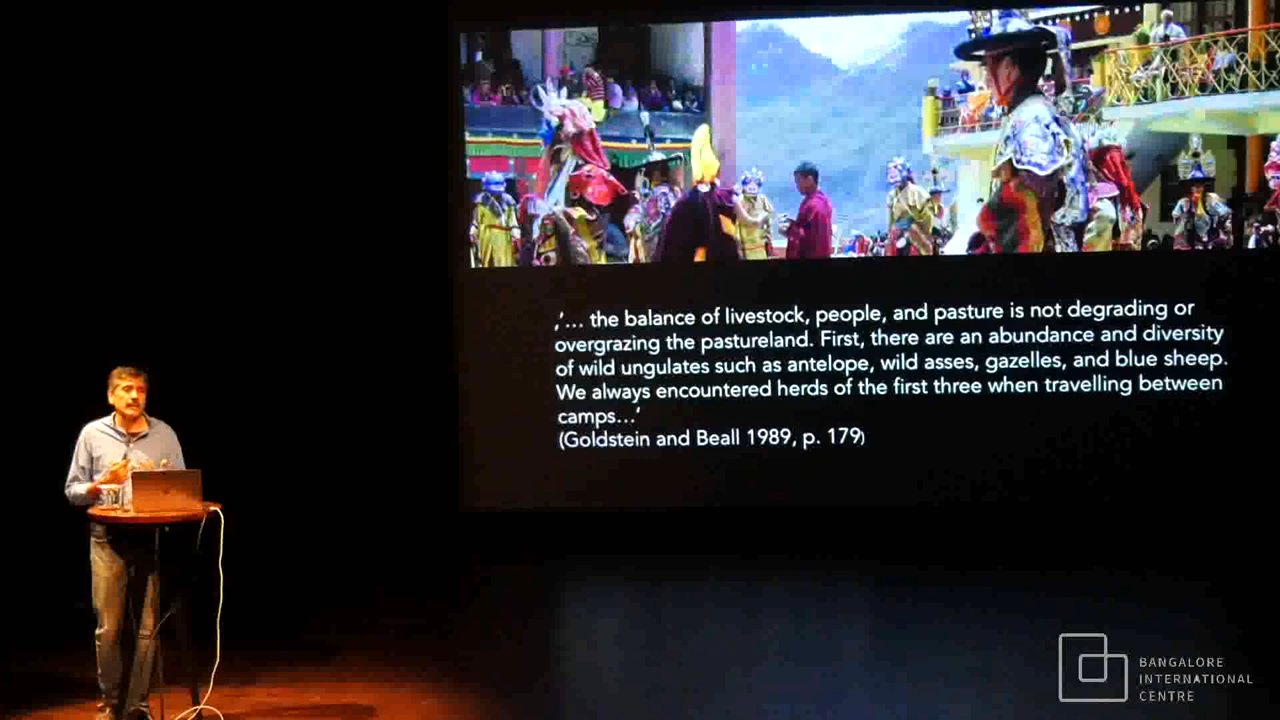 ‚'... the balance of livestock, people, and pasture is not degrading or
overgrazing the pastureland. First, there are an abundance and diversity
of wild ungulates such as antelope, wild asses, gazelles, and blue sheep.
We always encountered herds of the first three when travelling between
camps...'
(Goldstein and Beall 1989, p. 179)
BANGALORE
INTERNATIONAL
CENTRE